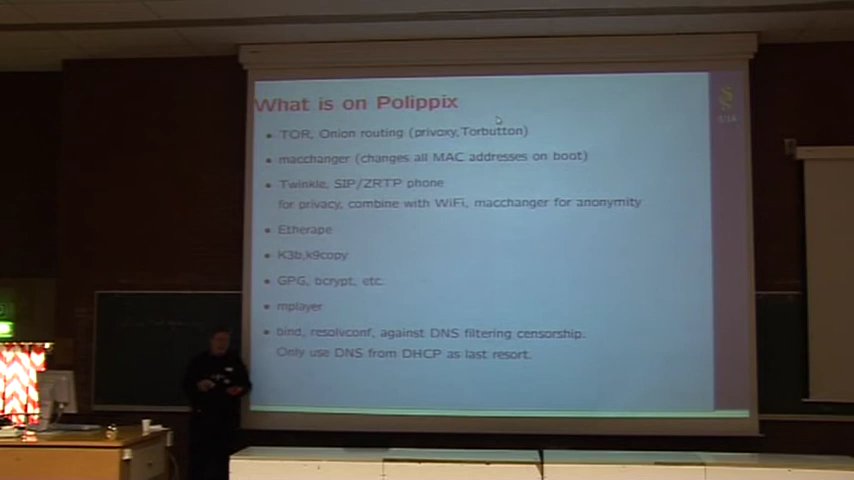 What is on Polippix
• TOR, Onion routing (privoxy,Torbutton)
• macchanger (changes all MAC addresses on boot)
• Twinkle, SIP/ZRTP phone
for privacy, combine with WiFi, macchanger for anonymity
• Etherape
• K3b,k9copy
• GPG, bcrypt, etc.
• mplayer
• bind, resolvconf, against DNS filtering censorship.
Only use DNS from DHCP as last resort.